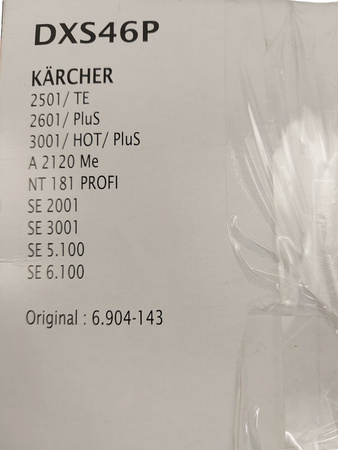 DXS46P
KÄRCHER
2501/ TE
2601/ PluS
3001/ HOT/ PluS
A 2120 Me
NT 181 PROFI
SE 2001
SE 3001
SE 5.100
SE 6.100
Original : 6.904-143